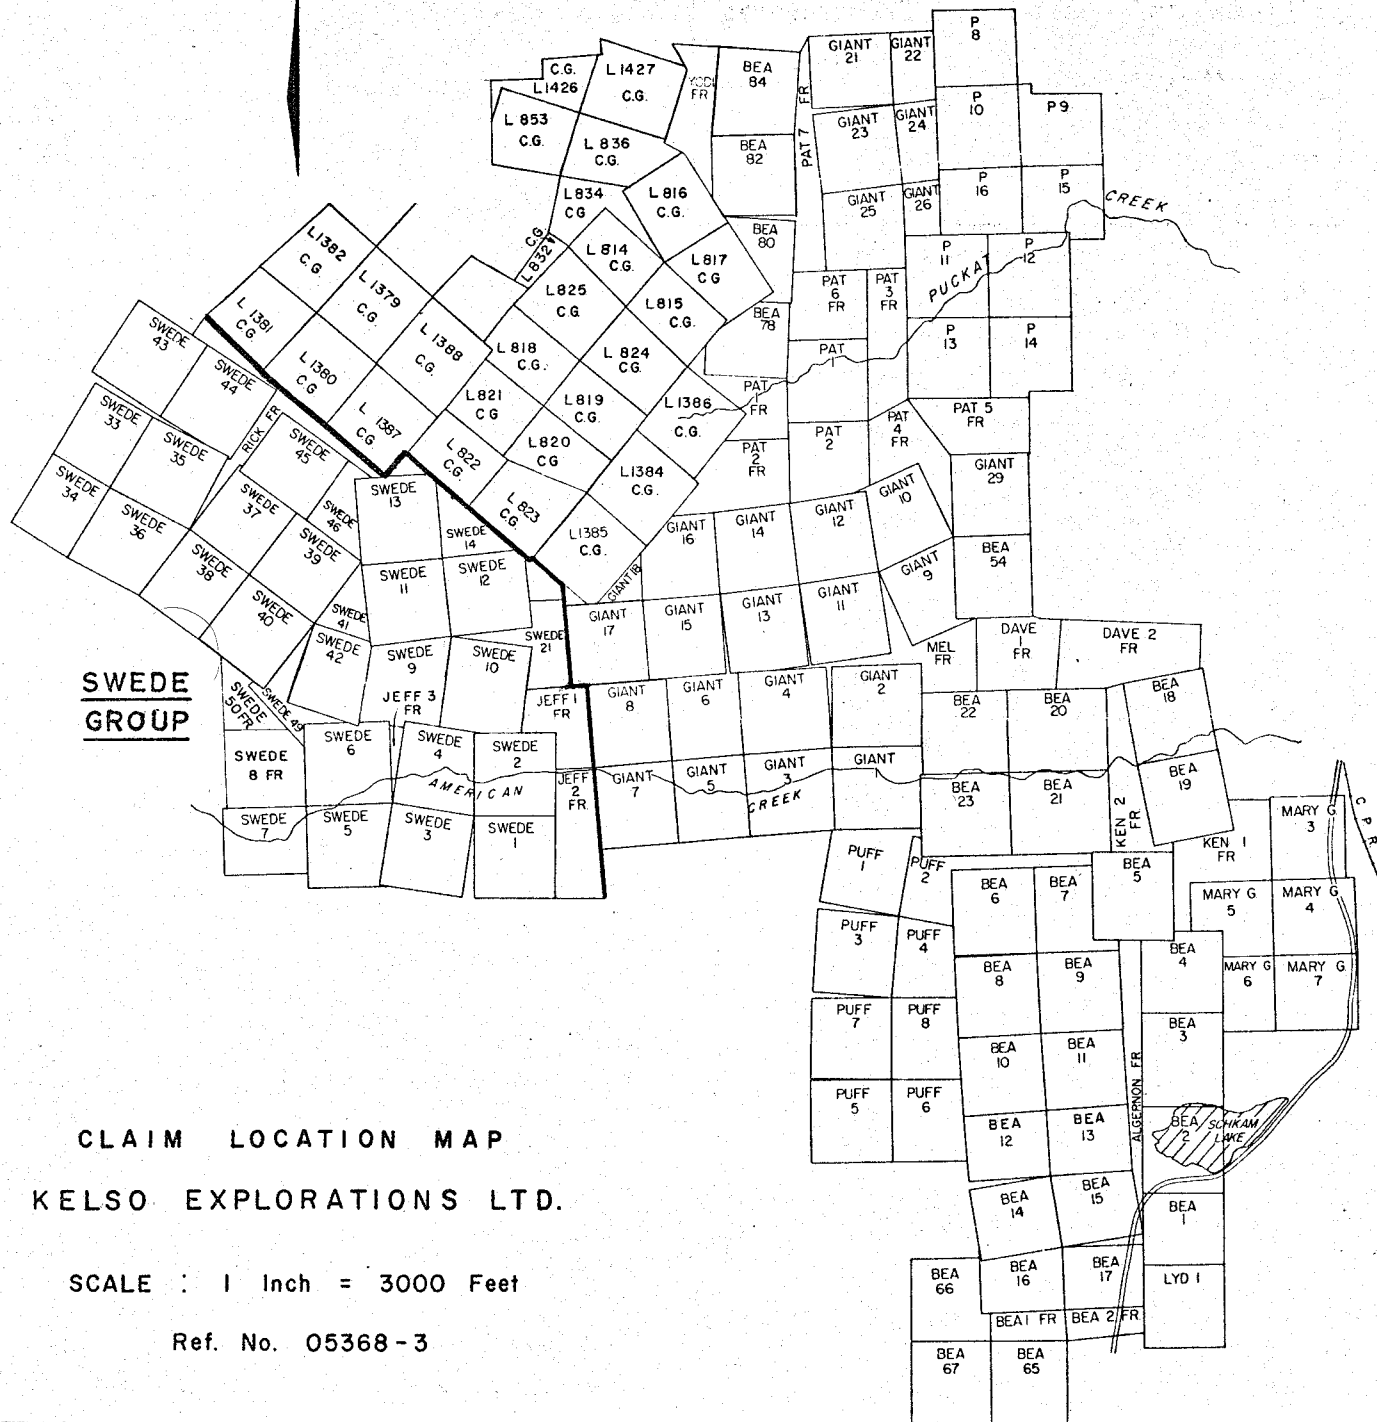 P
8
GIANT
21
GIANT
22
C.G.
L1426
L1427
C.G.
FR
BEA
84
PAT 7 FR
P
10
P 9
L 853
C.G.
L 836
C.G.
BEA
82
GIANT
23
GIANT
24
P
16
P
15
L834
CG
L816
C.G.
GIANT
25
GIANT
26
CREEK
L1382
C.G
C.G.
L832
L 814
C.G.
L817
CG
BEA
80
P
11
P
12
PUCKAT
L 1379
C.G.
L825
CG.
L815
C.G.
PAT
6
FR
PAT
3
FR
L 1381
C.G.
L 1388
C.G.
L 818
C.G.
L 824
C.G.
BEA
78
PAT
1
P
13
P
14
SWEDE
43
SWEDE
44
L 1380
C.G
L821
C G
L819
C.G.
L1386
C.G.
PAT
1
FR
PAT 5
FR
SWEDE
33
SWEDE
35
RICK FR
SWEDE
45
L 1387
C.G
L 822
C.G.
L820
CG
L1384
C.G.
PAT
2
FR
PAT
2
PAT
4
FR
GIANT
29
SWEDE
34
SWEDE
36
SWEDE
37
SWEDE
46
SWEDE
13
SWEDE
14
L 823
C.G.
L1385
C.G.
GIANT
16
GIANT
14
GIANT
12
GIANT
10
SWEDE
38
SWEDE
39
SWEDE
11
SWEDE
12
GIANT 18
GIANT
9
BEA
54
SWEDE
40
SWEDE
41
SWEDE
42
SWEDE
21
GIANT
17
GIANT
15
GIANT
13
GIANT
11
SWEDE
9
SWEDE
10
MEL
FR
DAVE
1
FR
DAVE 2
FR
SWEDE
GROUP
SWEDE
50FR
SWEDE 49
JEFF 3
FR
JEFF 1
FR
GIANT
8
GIANT
6
GIANT
4
GIANT
2
BEA
22
BEA
20
BEA
18
SWEDE
8 FR
SWEDE
6
SWEDE
4
SWEDE
2
AMERICAN
JEFF
2
FR
GIANT
7
GIANT
5
GIANT
3
GIANT
1
CREEK
BEA
23
BEA
21
KEN 2
FR
BEA
19
SWEDE
7
SWEDE
5
SWEDE
3
SWEDE
1
MARY G
3
C P R
KEN 1
FR
PUFF
1
PUFF
2
BEA
6
BEA
7
BEA
5
MARY G
5
MARY G
4
PUFF
3
PUFF
4
BEA
8
BEA
9
BEA
4
MARY G
6
MARY G
7
PUFF
7
PUFF
8
BEA
10
BEA
11
BEA
3
ALGERNON FR
PUFF
5
PUFF
6
BEA
12
BEA
13
BEA
2
SCHKAM
LAKE
BEA
14
BEA
15
BEA
1
BEA
66
BEA
16
BEA
17
LYD 1
BEA1 FR
BEA 2 FR
BEA
67
BEA
65
CLAIM LOCATION MAP
KELSO EXPLORATIONS LTD.
SCALE : 1 Inch = 3000 Feet
Ref. No. 05368-3